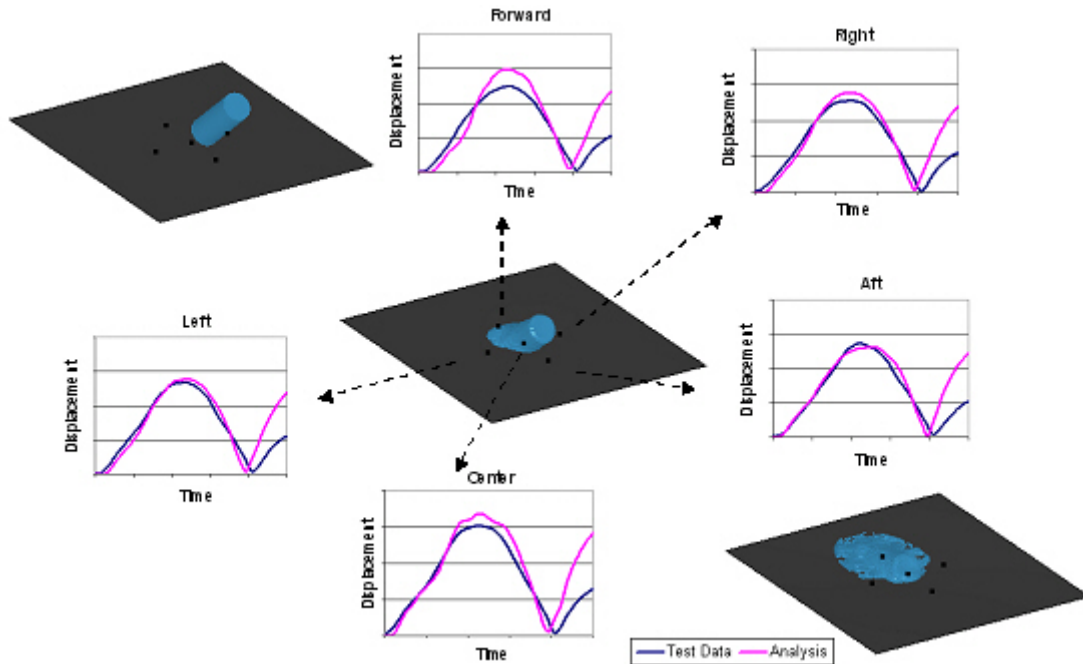 Forward
Displacement
Time
Right
Displacement
Time
Left
Displacement
Time
Aft
Displacement
Time
Center
Displacement
Time
Test Data
Analysis